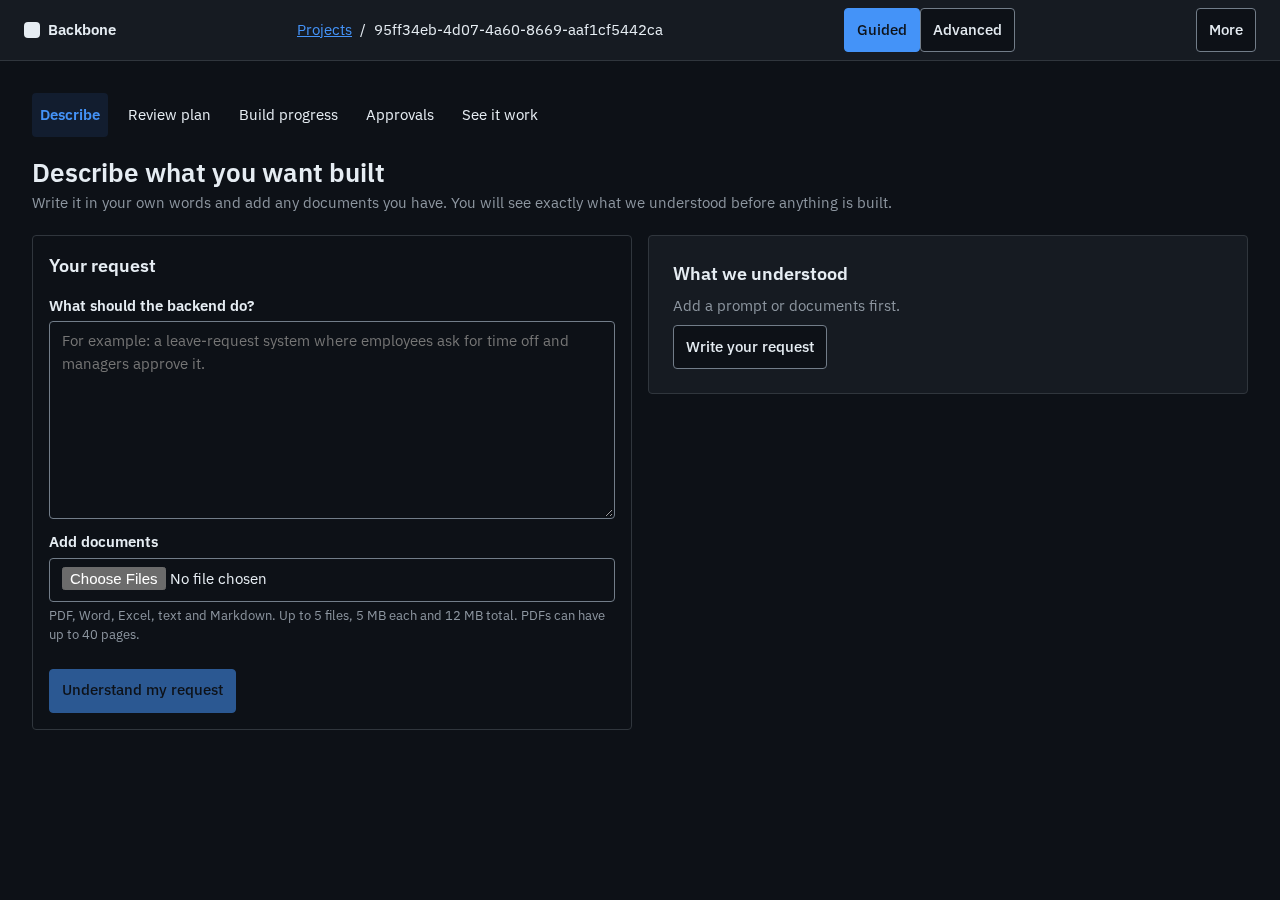 Backbone
Projects / 95ff34eb-4d07-4a60-8669-aaf1cf5442ca
Guided
Advanced
More
Describe
Review plan
Build progress
Approvals
See it work
Describe what you want built
Write it in your own words and add any documents you have. You will see exactly what we understood before anything is built.
Your request
What should the backend do?
For example: a leave-request system where employees ask for time off and
managers approve it.
Add documents
Choose Files No file chosen
PDF, Word, Excel, text and Markdown. Up to 5 files, 5 MB each and 12 MB total. PDFs can have
up to 40 pages.
Understand my request
What we understood
Add a prompt or documents first.
Write your request